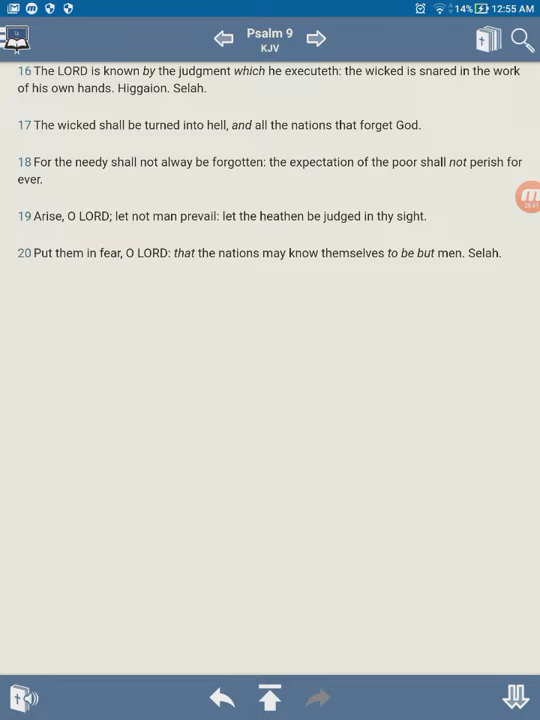 14% 12:55 AM
Psalm 9
KJV
16 The LORD is known by the judgment which he executeth: the wicked is snared in the work
of his own hands. Higgaion. Selah.
17 The wicked shall be turned into hell, and all the nations that forget God.
18 For the needy shall not alway be forgotten: the expectation of the poor shall not perish for
ever.
19 Arise, O LORD; let not man prevail: let the heathen be judged in thy sight.
20 Put them in fear, O LORD: that the nations may know themselves to be but men. Selah.